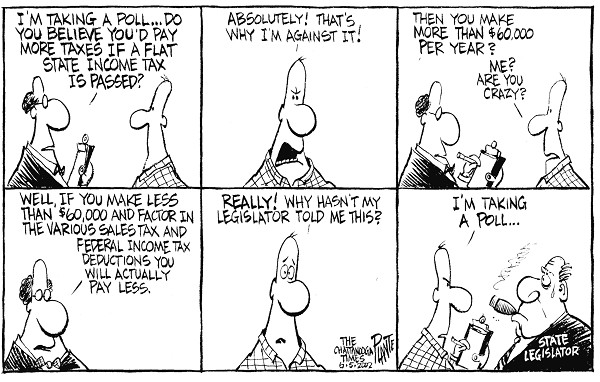 I'M TAKING A POLL...DO
YOU BELIEVE YOU'D PAY
MORE TAXES IF A FLAT
STATE INCOME TAX
IS PASSED?
ABSOLUTELY! THAT'S
WHY I'M AGAINST IT!
THEN YOU MAKE
MORE THAN $60,000
PER YEAR?
ME?
ARE YOU
CRAZY?
WELL, IF YOU MAKE LESS
THAN $60,000 AND FACTOR IN
THE VARIOUS SALES TAX AND
FEDERAL INCOME TAX
DEDUCTIONS YOU
WILL ACTUALLY
PAY LESS.
REALLY! WHY HASN'T MY
LEGISLATOR TOLD ME THIS?
THE
CHATTANOOGA
TIMES
6.5.2002
PLANTE
I'M TAKING
A POLL...
STATE
LEGISLATOR